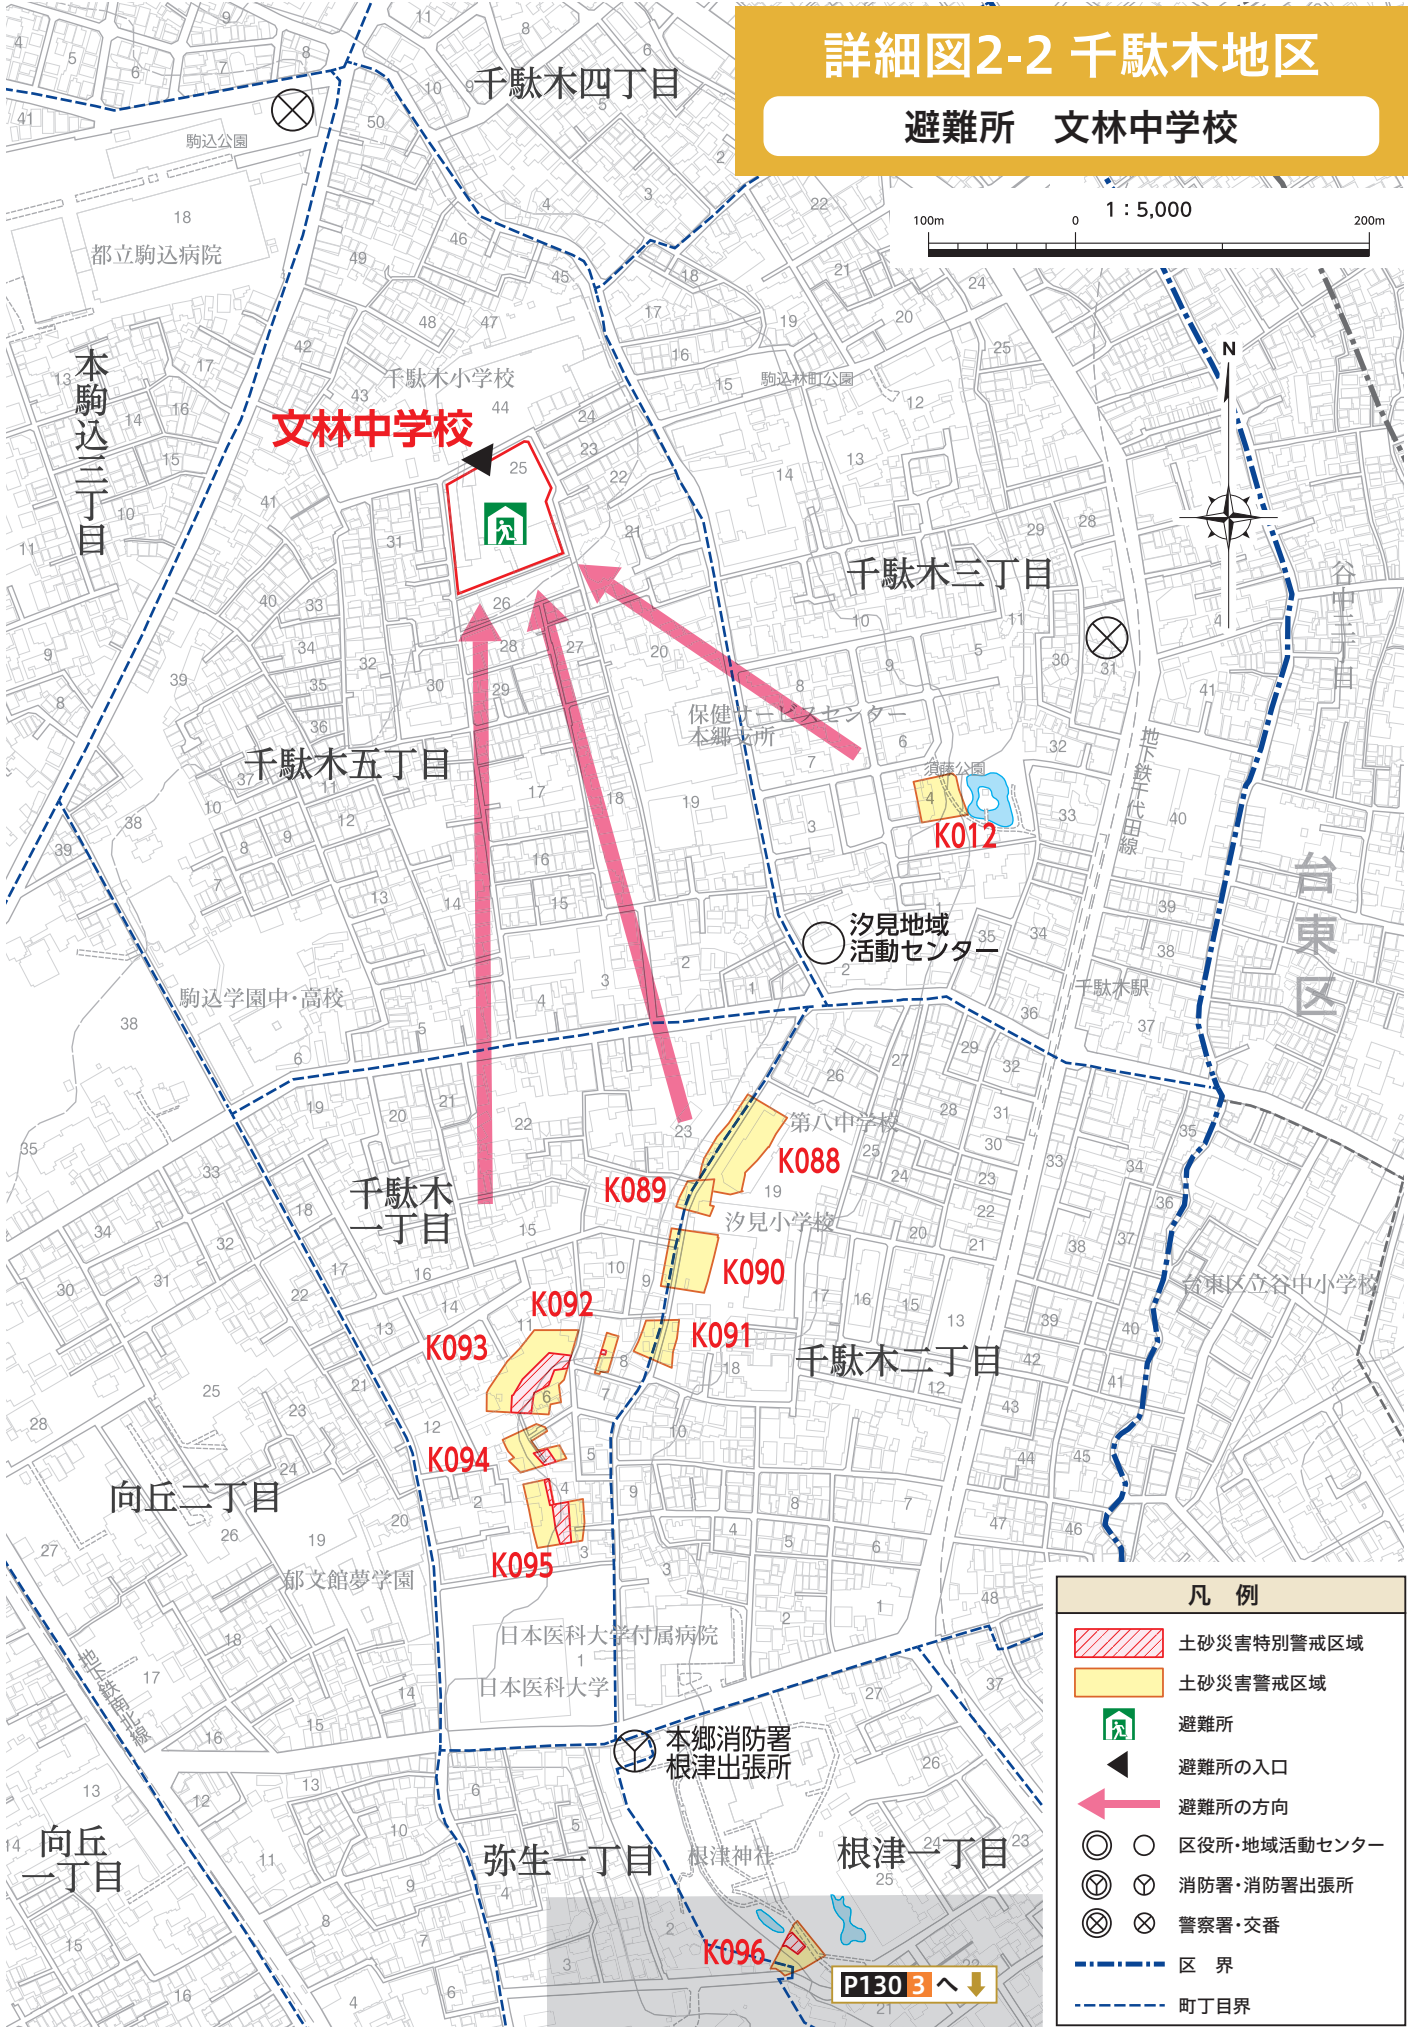 詳細図2-2 千駄木地区
避難所　文林中学校
1：5,000
100m
0
200m
N
千駄木四丁目
駒込公園
都立駒込病院
本駒込三丁目
千駄木小学校
文林中学校
駒込林町公園
千駄木三丁目
谷中三丁目
保健サービスセンター
本郷支所
千駄木五丁目
須藤公園
K012
地下鉄千代田線
台東区
汐見地域
活動センター
千駄木駅
駒込学園中・高校
第八中学校
K088
K089
千駄木
一丁目
汐見小学校
K090
台東区立谷中小学校
K092
K091
K093
千駄木二丁目
K094
向丘二丁目
K095
郁文館夢学園
日本医科大学付属病院
日本医科大学
地下鉄南北線
本郷消防署
根津出張所
向丘
一丁目
弥生一丁目
根津神社
根津一丁目
K096
P130 3 へ
凡　例
土砂災害特別警戒区域
土砂災害警戒区域
避難所
避難所の入口
避難所の方向
区役所・地域活動センター
消防署・消防署出張所
警察署・交番
区　界
町丁目界